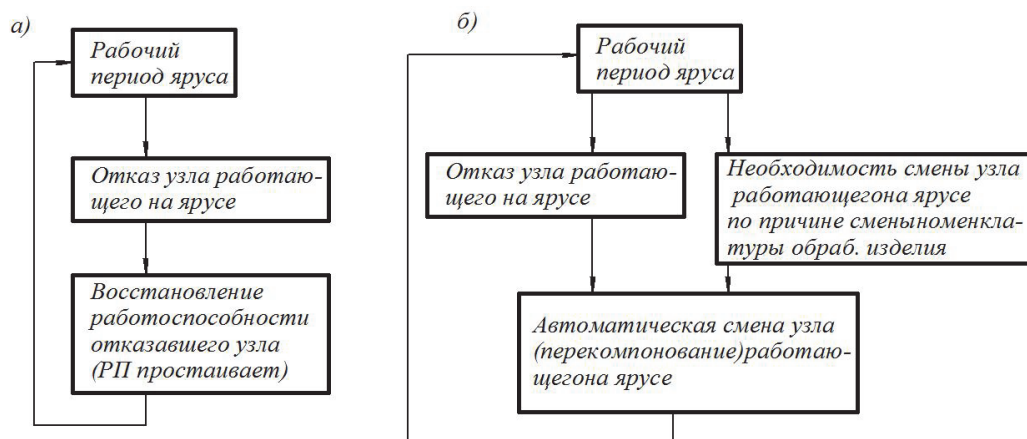 а)
Рабочий
период яруса
Отказ узла работаю-
щего на ярусе
Восстановление
работоспособности
отказавшего узла
(РП простаивает)
б)
Рабочий
период яруса
Отказ узла работаю-
щего на ярусе
Необходимость смены узла
работающегона ярусе
по причине сменыноменкла-
туры обраб. изделия
Автоматическая смена узла
(перекомпонование)работаю-
щегона ярусе